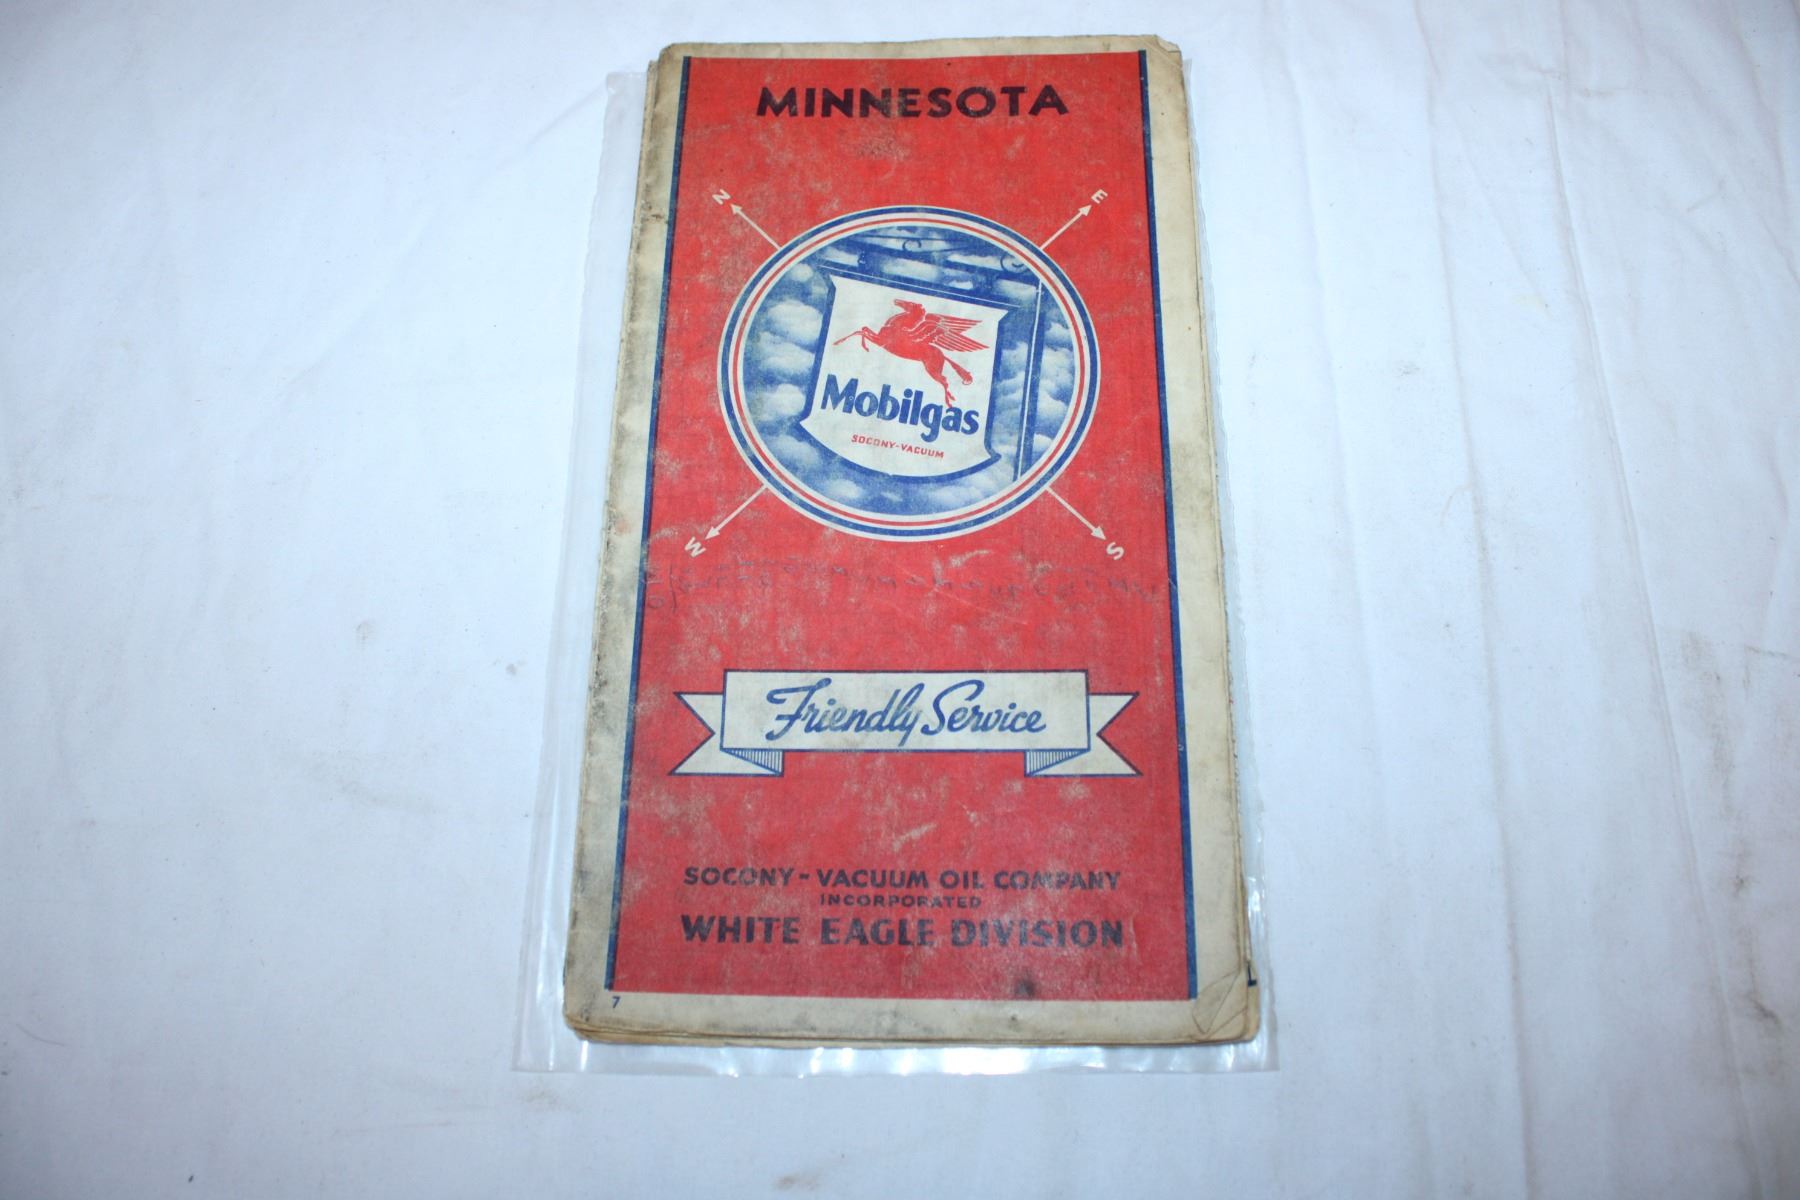 MINNESOTA
N
E
Mobilgas
SOCONY-VACUUM
W
S
Friendly Service
SOCONY-VACUUM OIL COMPANY
INCORPORATED
WHITE EAGLE DIVISION
7
L